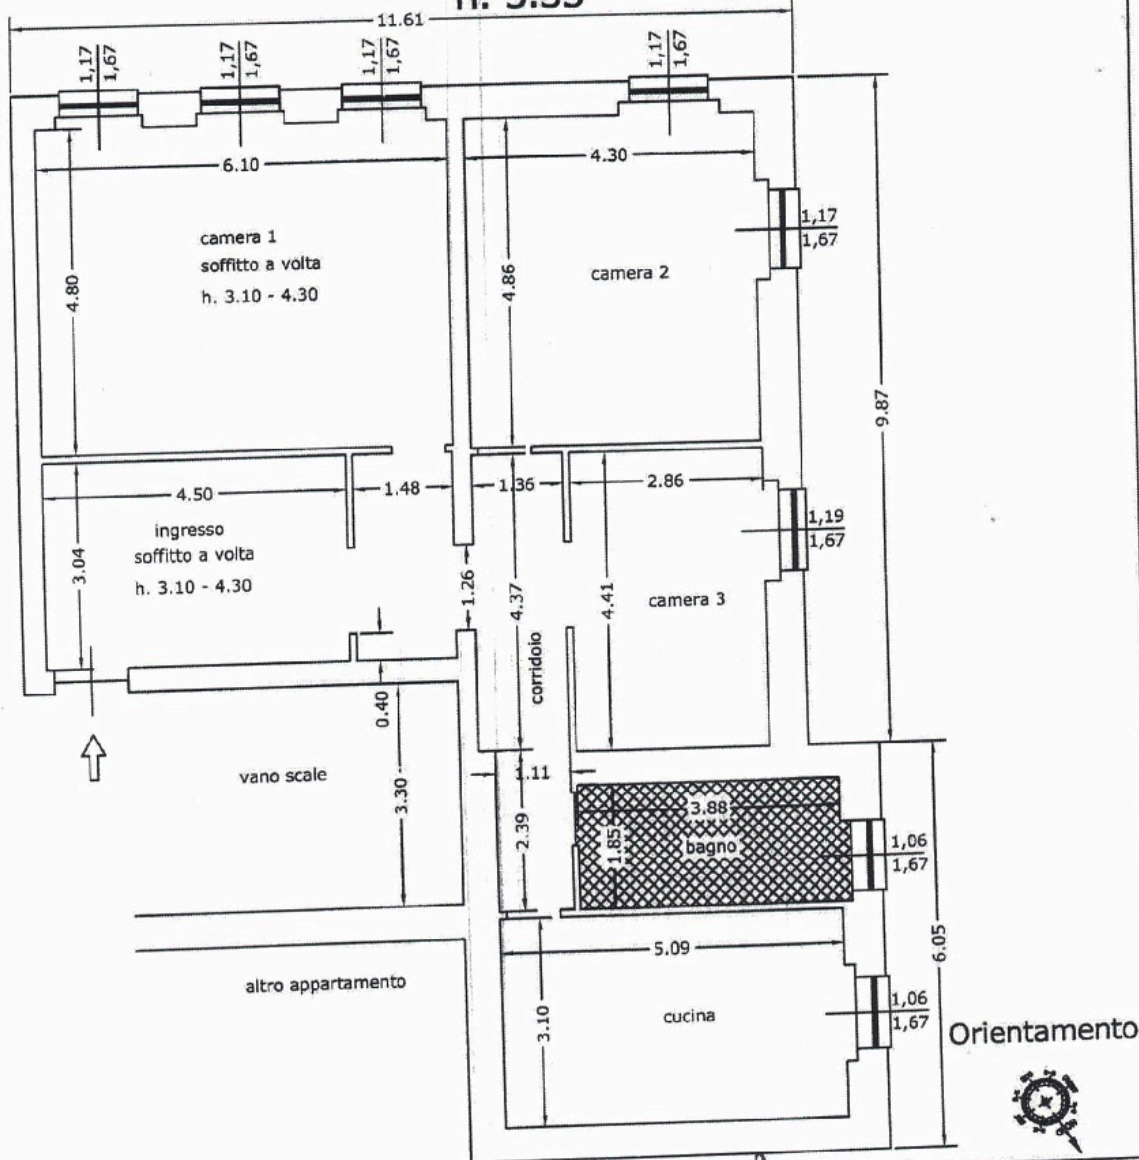 11.61
1,17
1,67
1,17
1,67
1,17
1,67
1,17
1,67
6.10
4.30
1,17
1,67
camera 1
soffitto a volta
h. 3.10 - 4.30
camera 2
4.80
4.86
9.87
4.50
1.48
1.36
2.86
ingresso
soffitto a volta
h. 3.10 - 4.30
1,19
1,67
3.04
1.26
4.37
4.41
camera 3
corridoio
0.40
vano scale
3.30
1.11
2.39
3.88
1.85
bagno
1,06
1,67
6.05
5.09
altro appartamento
3.10
cucina
1,06
1,67
Orientamento